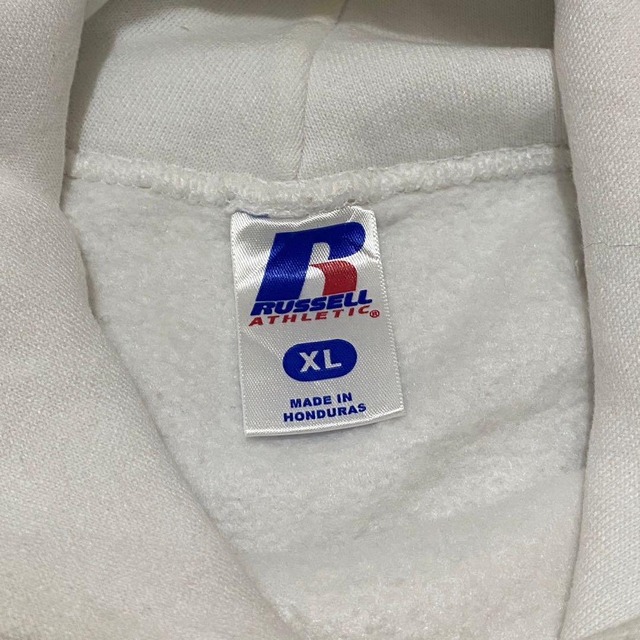 R
RUSSELL
ATHLETIC®
XL
MADE IN
HONDURAS